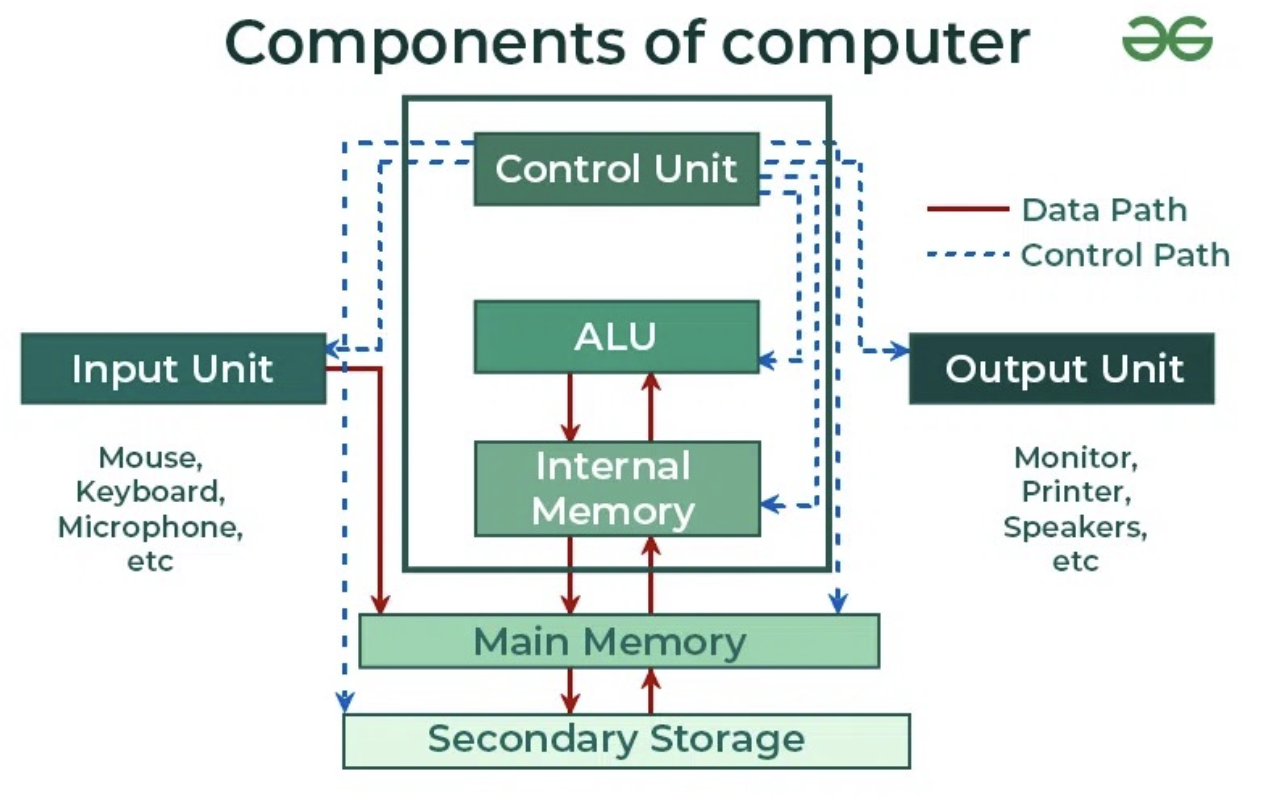 Components of computer
Control Unit
Data Path
Control Path
ALU
Input Unit
Output Unit
Mouse,
Keyboard,
Microphone,
etc
Internal
Memory
Monitor,
Printer,
Speakers,
etc
Main Memory
Secondary Storage